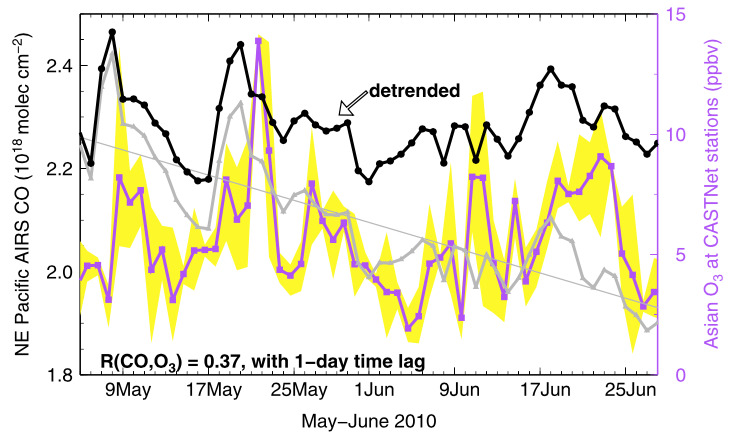 NE Pacific AIRS CO (10¹⁸ molec cm⁻²)
2.4
2.2
2.0
1.8
15
10
5
0
Asian O₃ at CASTNet stations (ppbv)
detrended
R(CO,O₃) = 0.37, with 1−day time lag
9May 17May 25May 1Jun 9Jun 17Jun 25Jun
May−June 2010